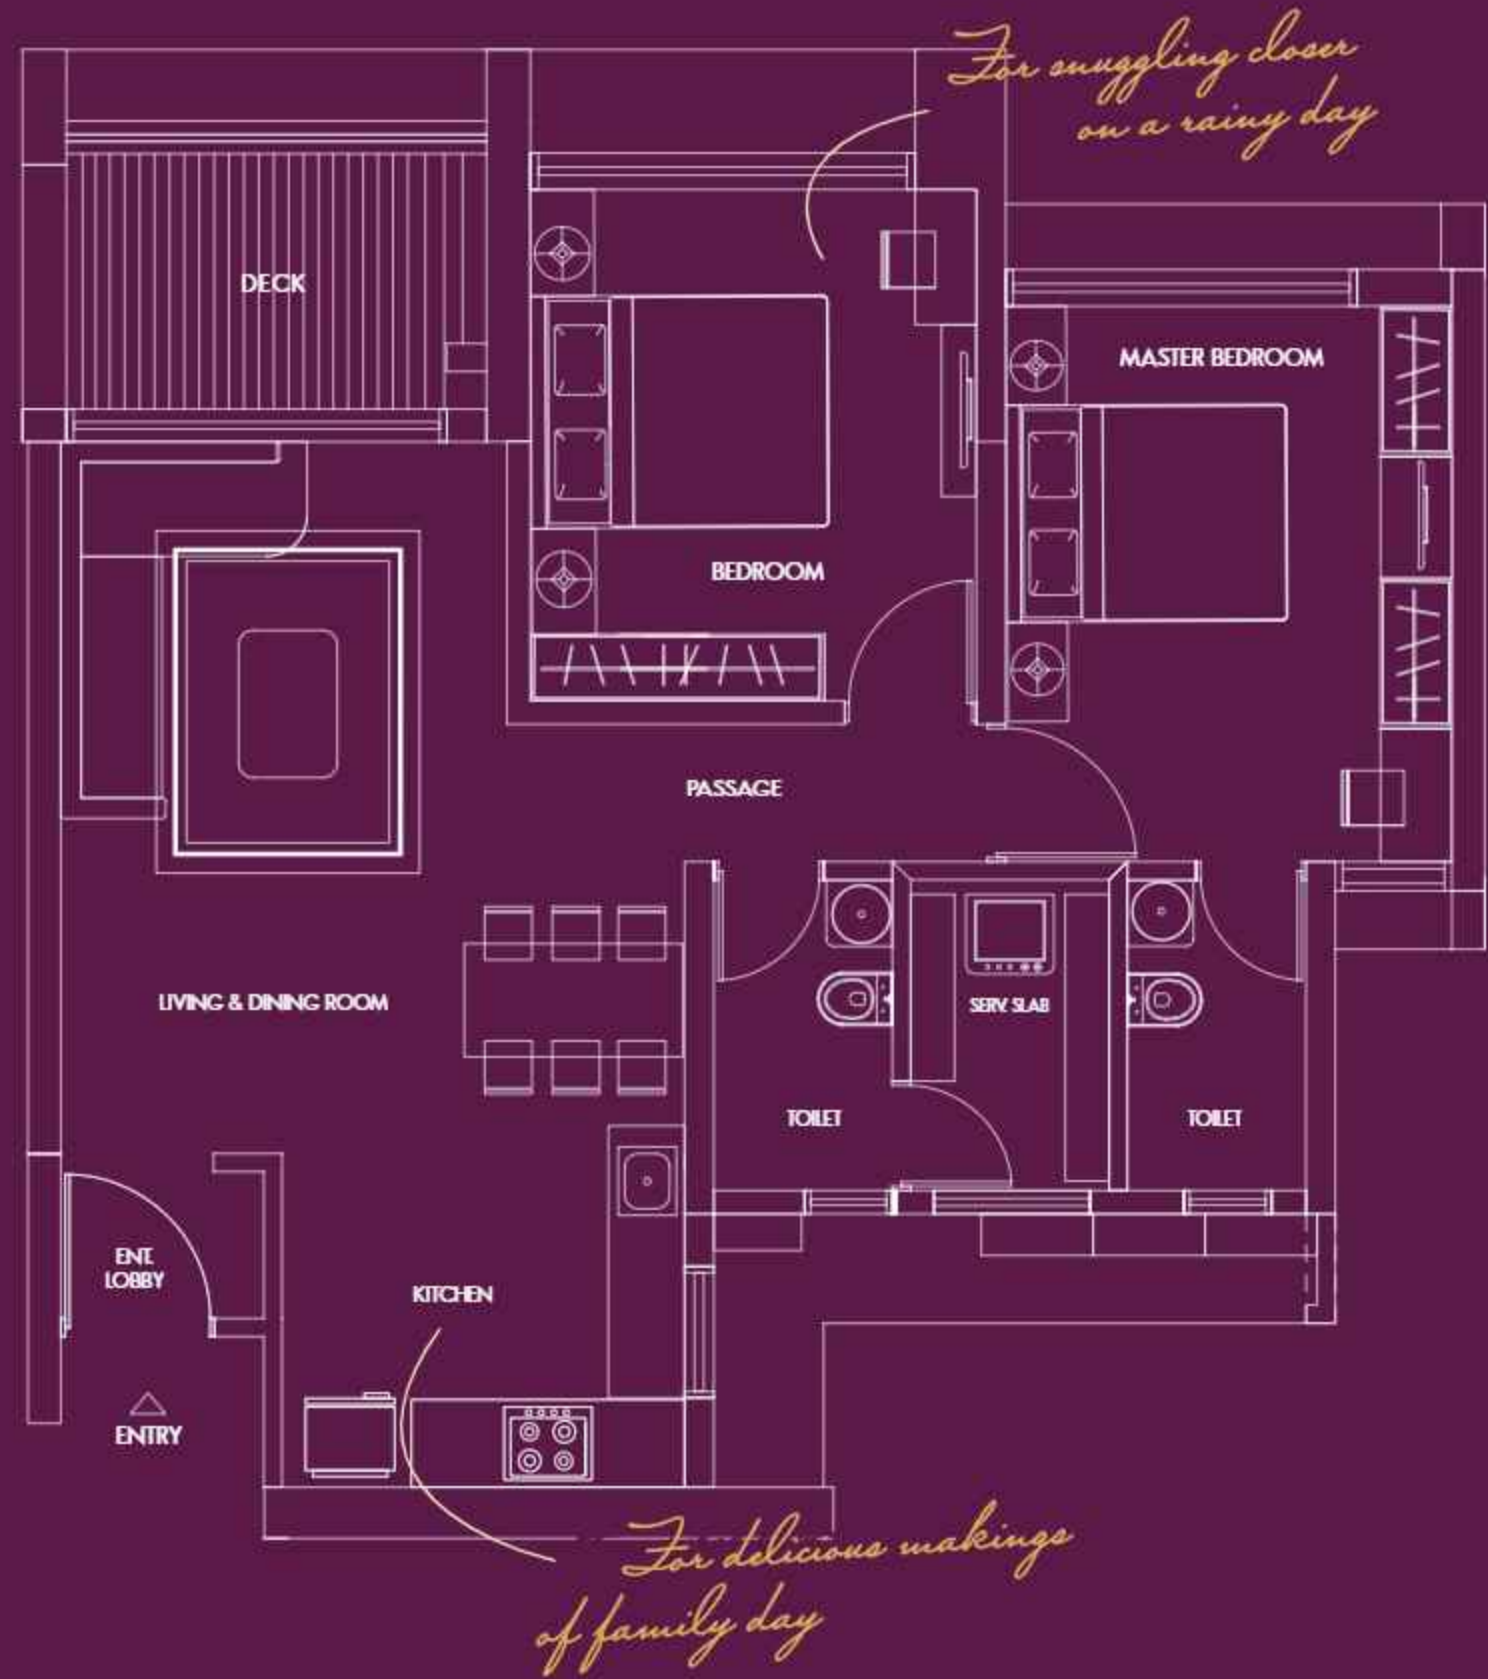 For snuggling closer
on a rainy day
DECK
MASTER BEDROOM
BEDROOM
PASSAGE
LIVING & DINING ROOM
SERV. SLAB
TOILET
TOILET
ENT.
LOBBY
KITCHEN
ENTRY
For delicious makings
of family day